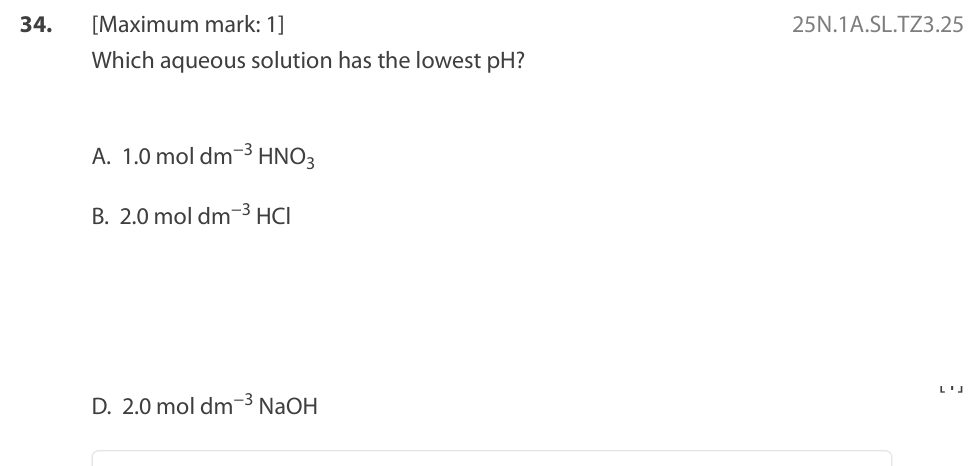 34. [Maximum mark: 1] 25N.1A.SL.TZ3.25
Which aqueous solution has the lowest pH?
A. 1.0 mol dm⁻³ HNO₃
B. 2.0 mol dm⁻³ HCl
D. 2.0 mol dm⁻³ NaOH